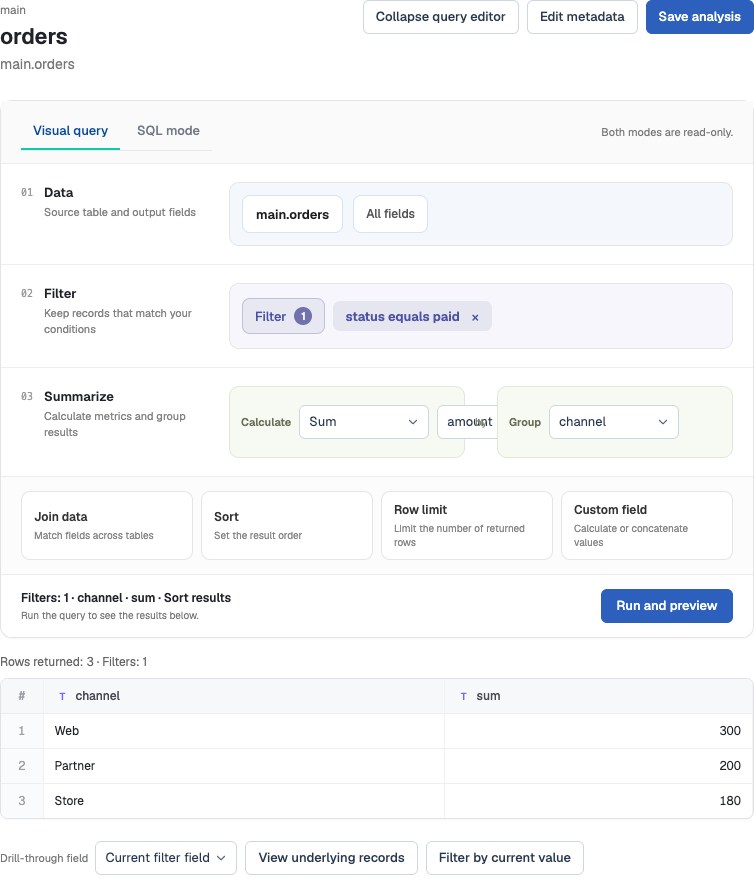 main
orders
main.orders
Collapse query editor
Edit metadata
Save analysis
Visual query
SQL mode
Both modes are read-only.
01 Data
Source table and output fields
main.orders
All fields
02 Filter
Keep records that match your
conditions
Filter 1
status equals paid ×
03 Summarize
Calculate metrics and group
results
Calculate
Sum
amount
Group
channel
Join data
Match fields across tables
Sort
Set the result order
Row limit
Limit the number of returned
rows
Custom field
Calculate or concatenate
values
Filters: 1 · channel · sum · Sort results
Run the query to see the results below.
Run and preview
Rows returned: 3 · Filters: 1
# T channel T sum
1 Web 300
2 Partner 200
3 Store 180
Drill-through field
Current filter field
View underlying records
Filter by current value